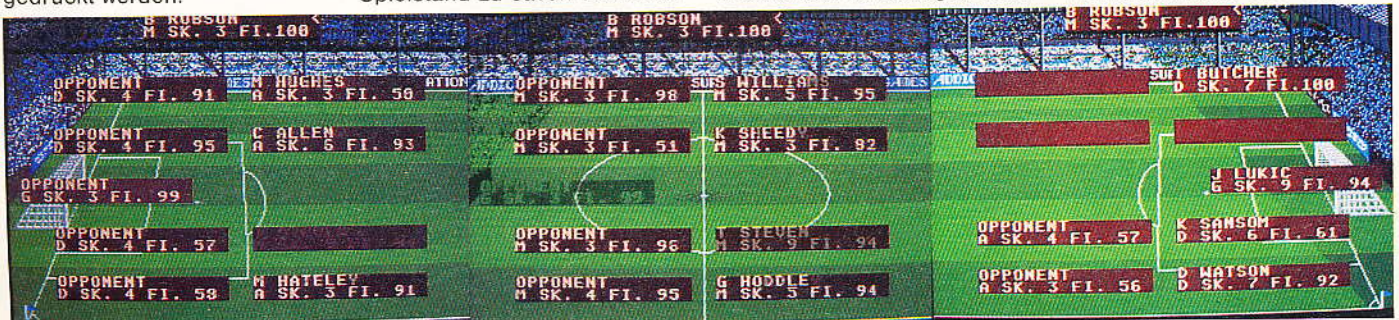 gedrückt werden.
B ROBSON <
M SK. 3 FI.100
OPPONENT
D SK. 4 FI. 91
M HUGHES
A SK. 3 FI. 50
ATION
OPPONENT
D SK. 4 FI. 95
C ALLEN
A SK. 6 FI. 93
OPPONENT
G SK. 3 FI. 99
OPPONENT
D SK. 4 FI. 57
OPPONENT
D SK. 4 FI. 58
M HATELEY
A SK. 3 FI. 91
B ROBSON <
M SK. 3 FI.100
OPPONENT
M SK. 3 FI. 98
S WILLIAMS
M SK. 5 FI. 95
OPPONENT
M SK. 3 FI. 51
K SHEEDY
M SK. 3 FI. 82
OPPONENT
M SK. 3 FI. 96
T STEVEN
M SK. 9 FI. 94
OPPONENT
M SK. 4 FI. 95
G HODDLE
M SK. 5 FI. 94
B ROBSON <
M SK. 3 FI.100
ADDIC
T BUTCHER
D SK. 7 FI.100
J LUKIC
G SK. 9 FI. 94
OPPONENT
A SK. 4 FI. 57
K SANSOM
D SK. 6 FI. 61
OPPONENT
A SK. 3 FI. 56
D WATSON
D SK. 7 FI. 92